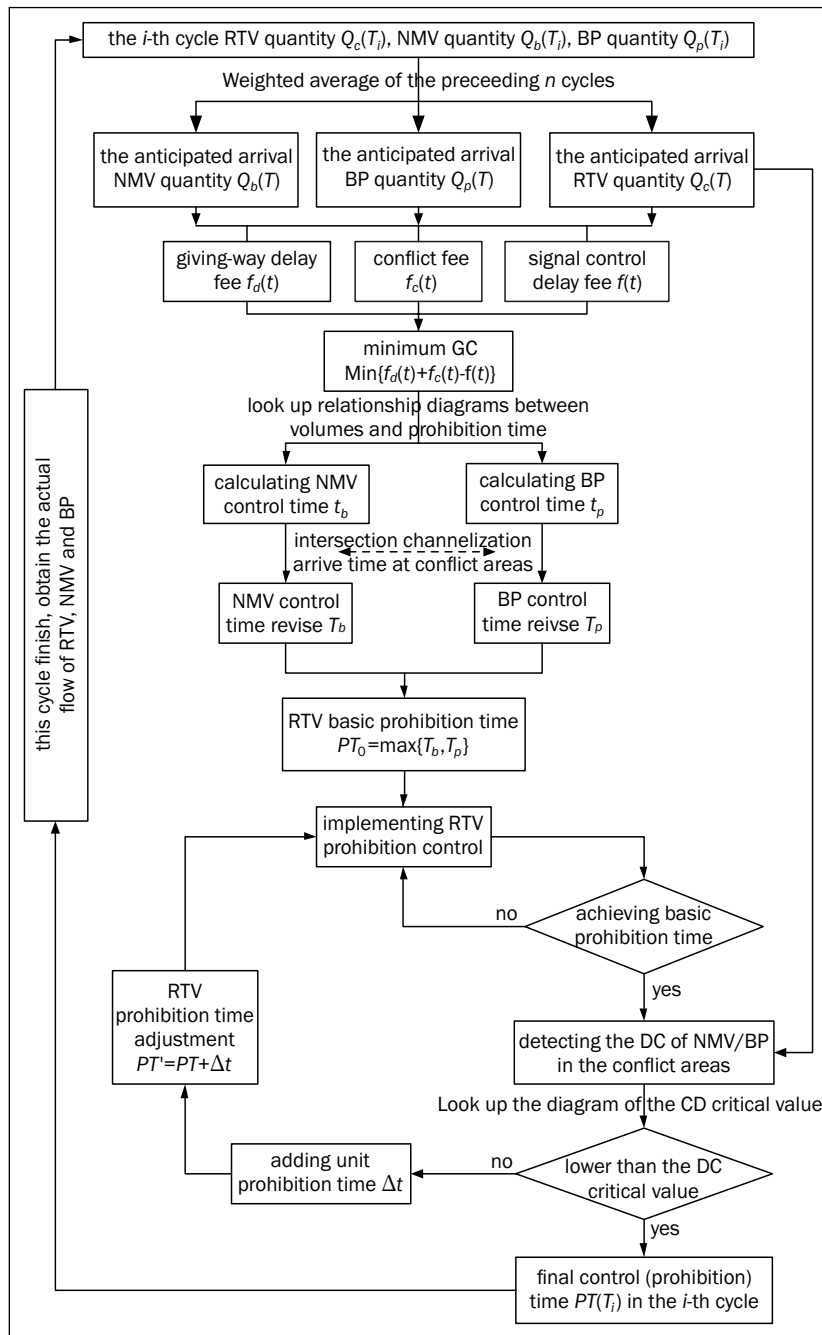 the i-th cycle RTV quantity Qc(Ti), NMV quantity Qb(Ti), BP quantity Qp(Ti)
Weighted average of the preceeding n cycles
the anticipated arrival
NMV quantity Qb(T)
the anticipated arrival
BP quantity Qp(T)
the anticipated arrival
RTV quantity Qc(T)
giving-way delay
fee fd(t)
conflict fee
fc(t)
signal control
delay fee f(t)
minimum GC
Min{fd(t)+fc(t)-f(t)}
look up relationship diagrams between
volumes and prohibition time
calculating NMV
control time tb
calculating BP
control time tp
intersection channelization
arrive time at conflict areas
NMV control
time revise Tb
BP control
time reivse Tp
RTV basic prohibition time
PT0=max{Tb,Tp}
implementing RTV
prohibition control
no
achieving basic
prohibition time
yes
RTV
prohibition time
adjustment
PT'=PT+Δt
detecting the DC of NMV/BP
in the conflict areas
Look up the diagram of the CD critical value
adding unit
prohibition time Δt
no
lower than the DC
critical value
yes
final control (prohibition)
time PT(Ti) in the i-th cycle
this cycle finish, obtain the actual
flow of RTV, NMV and BP